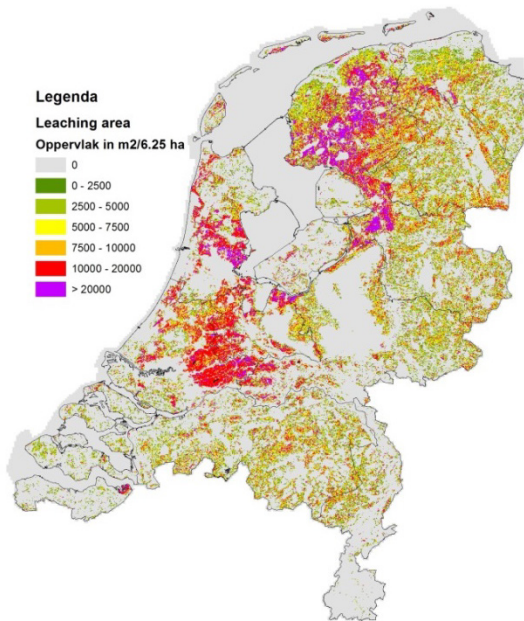 Legenda
Leaching area
Oppervlak in m2/6.25 ha
0
0 - 2500
2500 - 5000
5000 - 7500
7500 - 10000
10000 - 20000
> 20000